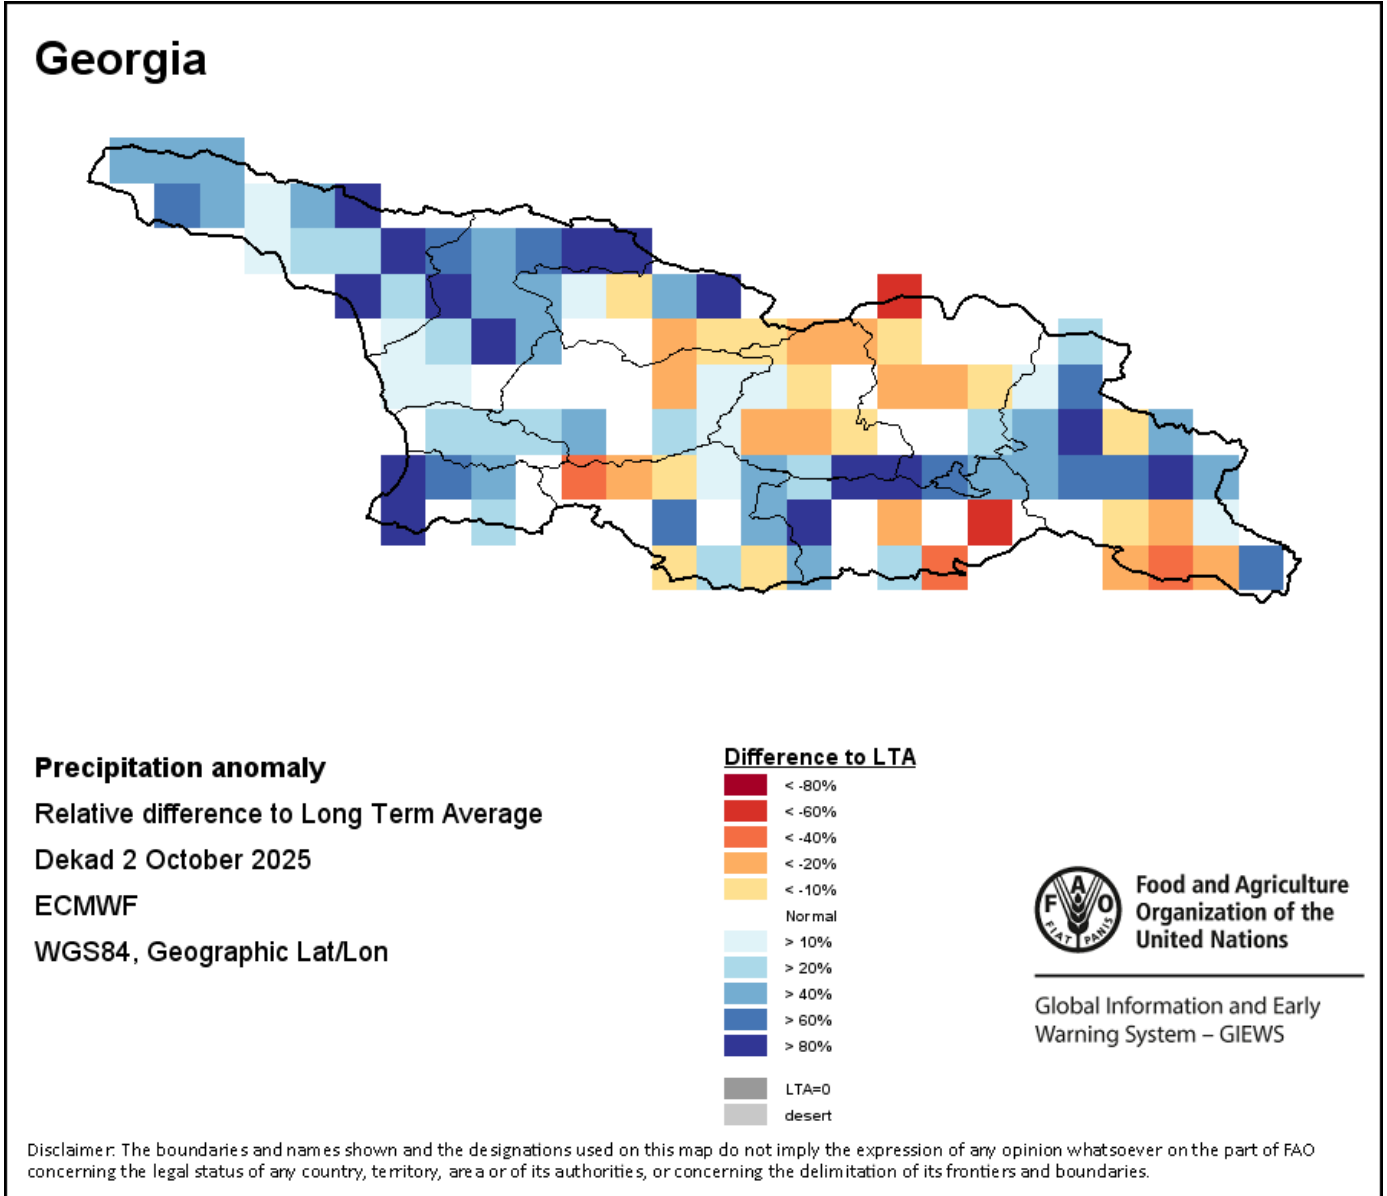 Georgia
Precipitation anomaly
Relative difference to Long Term Average
Dekad 2 October 2025
ECMWF
WGS84, Geographic Lat/Lon
Difference to LTA
< -80%
< -60%
< -40%
< -20%
< -10%
Normal
> 10%
> 20%
> 40%
> 60%
> 80%
LTA=0
desert
F A O
FIAT PANIS
Food and Agriculture
Organization of the
United Nations
Global Information and Early
Warning System – GIEWS
Disclaimer: The boundaries and names shown and the designations used on this map do not imply the expression of any opinion whatsoever on the part of FAO
concerning the legal status of any country, territory, area or of its authorities, or concerning the delimitation of its frontiers and boundaries.